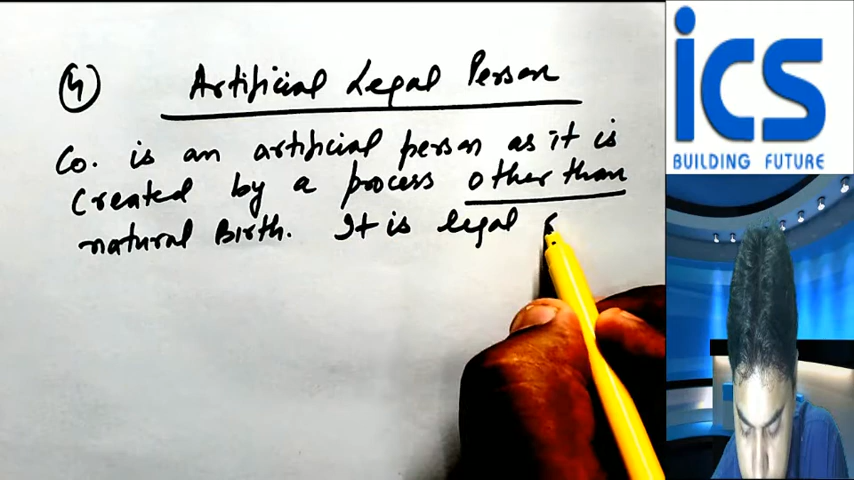 4 Artificial Legal Person
Co. is an artificial person as it is
Created by a process other than
natural Birth. It is legal
ics
BUILDING FUTURE